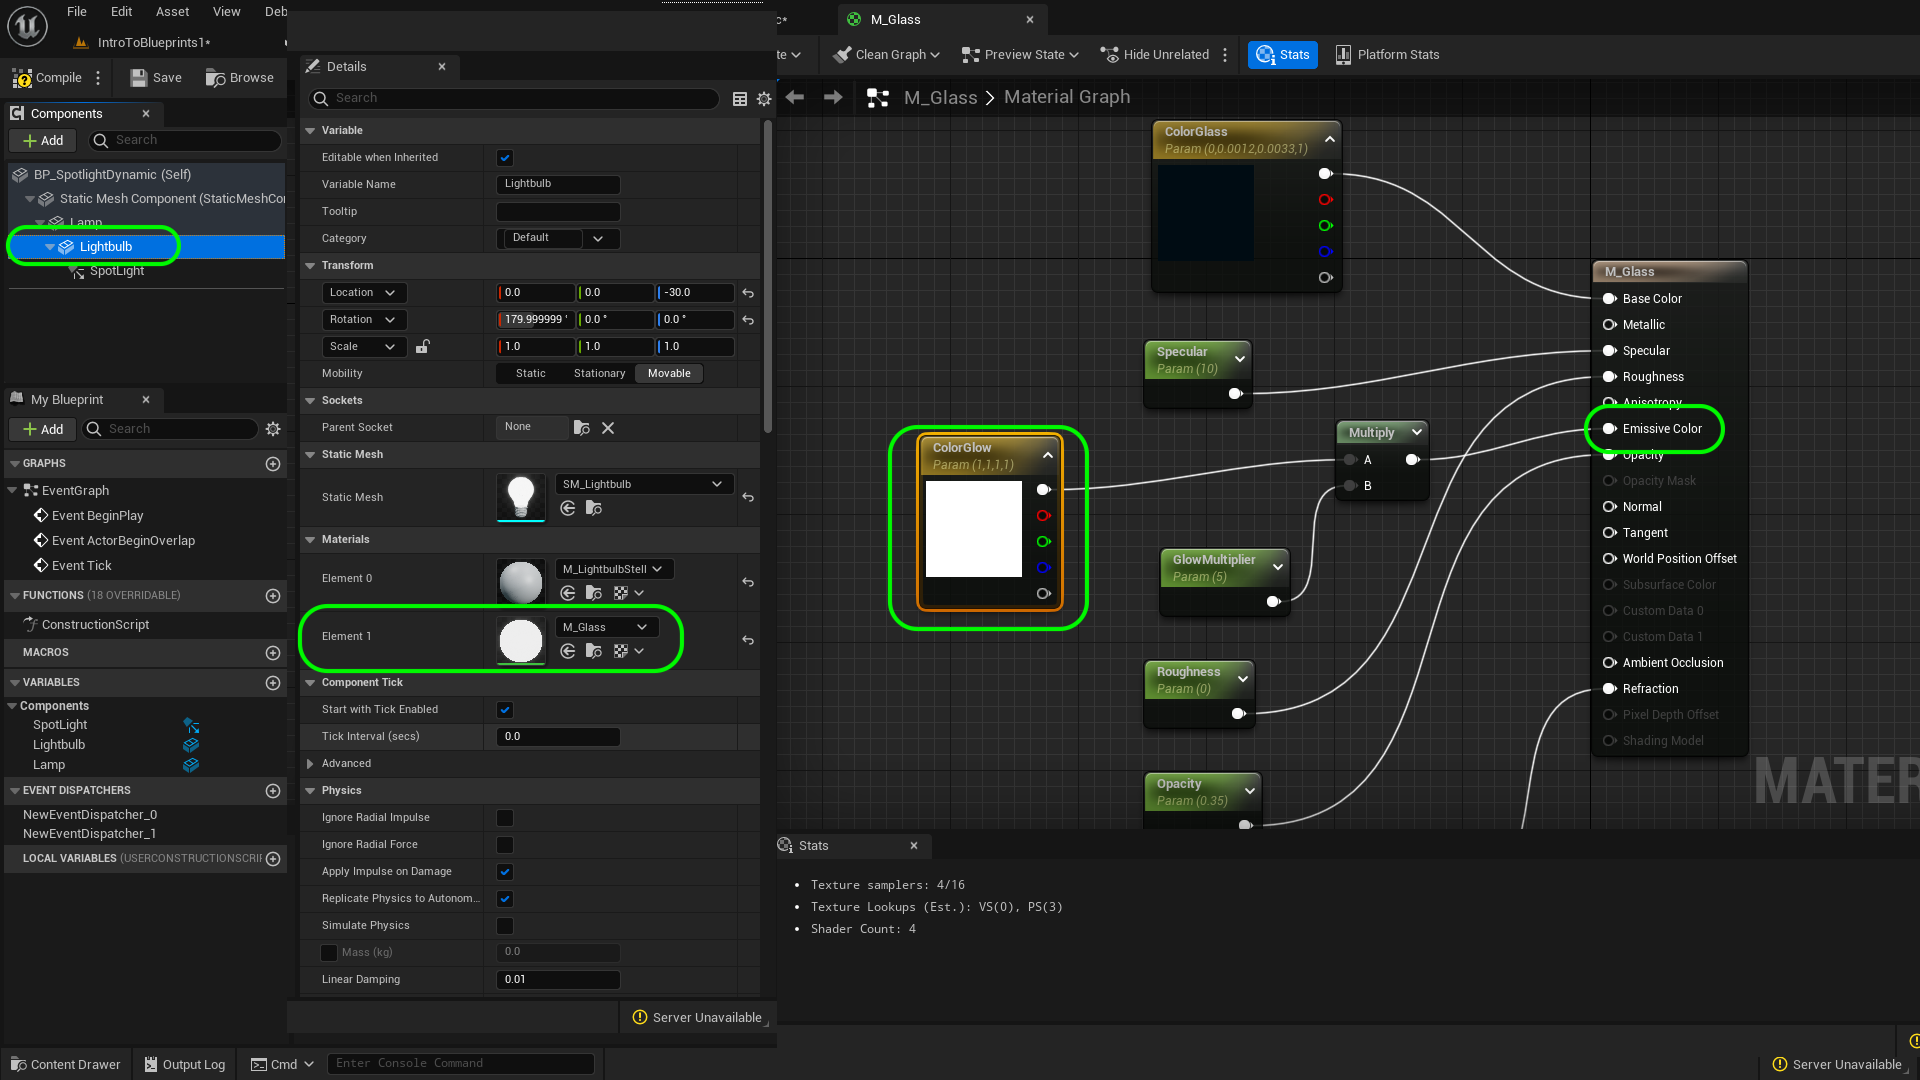 File Edit Asset View Deb
IntroToBlueprints1*
Compile Save Browse
Components
Add Search
BP_SpotlightDynamic (Self)
Static Mesh Component (StaticMeshCor
Lamp
Lightbulb
SpotLight
My Blueprint
Add Search
GRAPHS
EventGraph
Event BeginPlay
Event ActorBeginOverlap
Event Tick
FUNCTIONS (18 OVERRIDABLE)
ConstructionScript
MACROS
VARIABLES
Components
SpotLight
Lightbulb
Lamp
EVENT DISPATCHERS
NewEventDispatcher_0
NewEventDispatcher_1
LOCAL VARIABLES (USERCONSTRUCTIONSCRIP
Details
Search
Variable
Editable when Inherited
Variable Name Lightbulb
Tooltip
Category Default
Transform
Location 0.0 0.0 -30.0
Rotation 179.999999 ° 0.0 ° 0.0 °
Scale 1.0 1.0 1.0
Mobility Static Stationary Movable
Sockets
Parent Socket None
Static Mesh
Static Mesh SM_Lightbulb
Materials
Element 0 M_LightbulbStell
Element 1 M_Glass
Component Tick
Start with Tick Enabled
Tick Interval (secs) 0.0
Advanced
Physics
Ignore Radial Impulse
Ignore Radial Force
Apply Impulse on Damage
Replicate Physics to Autonom...
Simulate Physics
Mass (kg) 0.0
Linear Damping 0.01
Server Unavailable
c* M_Glass
te Clean Graph Preview State Hide Unrelated Stats Platform Stats
M_Glass > Material Graph
ColorGlass
Param (0,0.0012,0.0033,1)
Specular
Param (10)
ColorGlow
Param (1,1,1,1)
Multiply
A
B
GlowMultiplier
Param (5)
Roughness
Param (0)
Opacity
Param (0.35)
M_Glass
Base Color
Metallic
Specular
Roughness
Anisotropy
Emissive Color
Opacity
Opacity Mask
Normal
Tangent
World Position Offset
Subsurface Color
Custom Data 0
Custom Data 1
Ambient Occlusion
Refraction
Pixel Depth Offset
Shading Model
MATER
Stats
• Texture samplers: 4/16
• Texture Lookups (Est.): VS(0), PS(3)
• Shader Count: 4
Content Drawer Output Log Cmd Enter Console Command
Server Unavailable